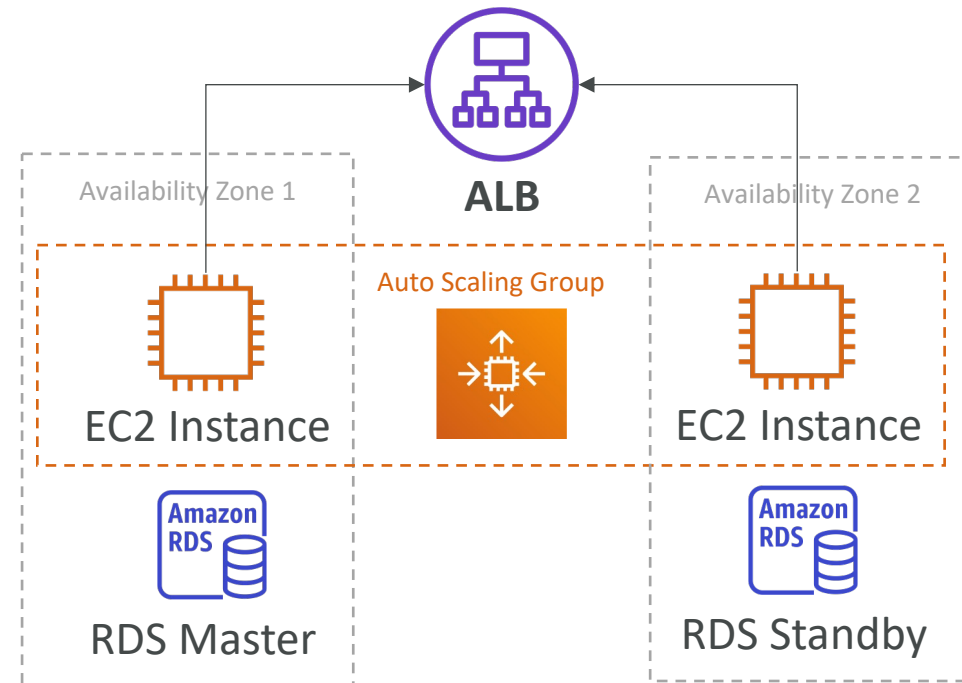 ALB
Availability Zone 1
Availability Zone 2
Auto Scaling Group
EC2 Instance
EC2 Instance
Amazon
RDS
Amazon
RDS
RDS Master
RDS Standby